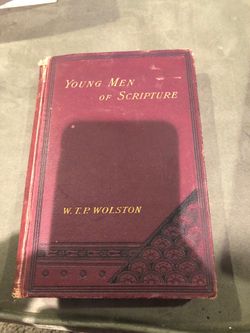 YOUNG MEN
OF SCRIPTURE
W.T.P. WOLSTON